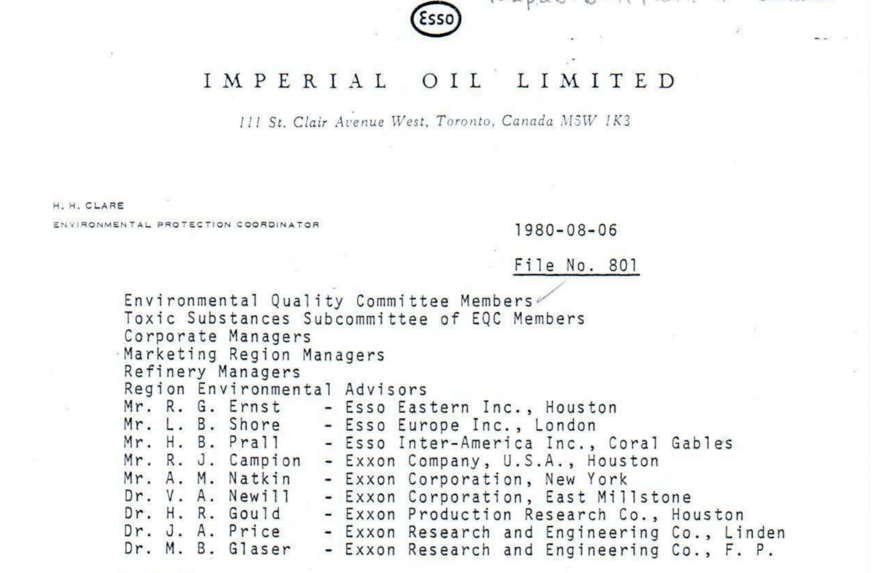 Esso
IMPERIAL OIL LIMITED
111 St. Clair Avenue West, Toronto, Canada M5W 1K3
H. H. CLARE
ENVIRONMENTAL PROTECTION COORDINATOR
1980-08-06
File No. 801
Environmental Quality Committee Members
Toxic Substances Subcommittee of EQC Members
Corporate Managers
Marketing Region Managers
Refinery Managers
Region Environmental Advisors
Mr. R. G. Ernst - Esso Eastern Inc., Houston
Mr. L. B. Shore - Esso Europe Inc., London
Mr. H. B. Prall - Esso Inter-America Inc., Coral Gables
Mr. R. J. Campion - Exxon Company, U.S.A., Houston
Mr. A. M. Natkin - Exxon Corporation, New York
Dr. V. A. Newill - Exxon Corporation, East Millstone
Dr. H. R. Gould - Exxon Production Research Co., Houston
Dr. J. A. Price - Exxon Research and Engineering Co., Linden
Dr. M. B. Glaser - Exxon Research and Engineering Co., F. P.